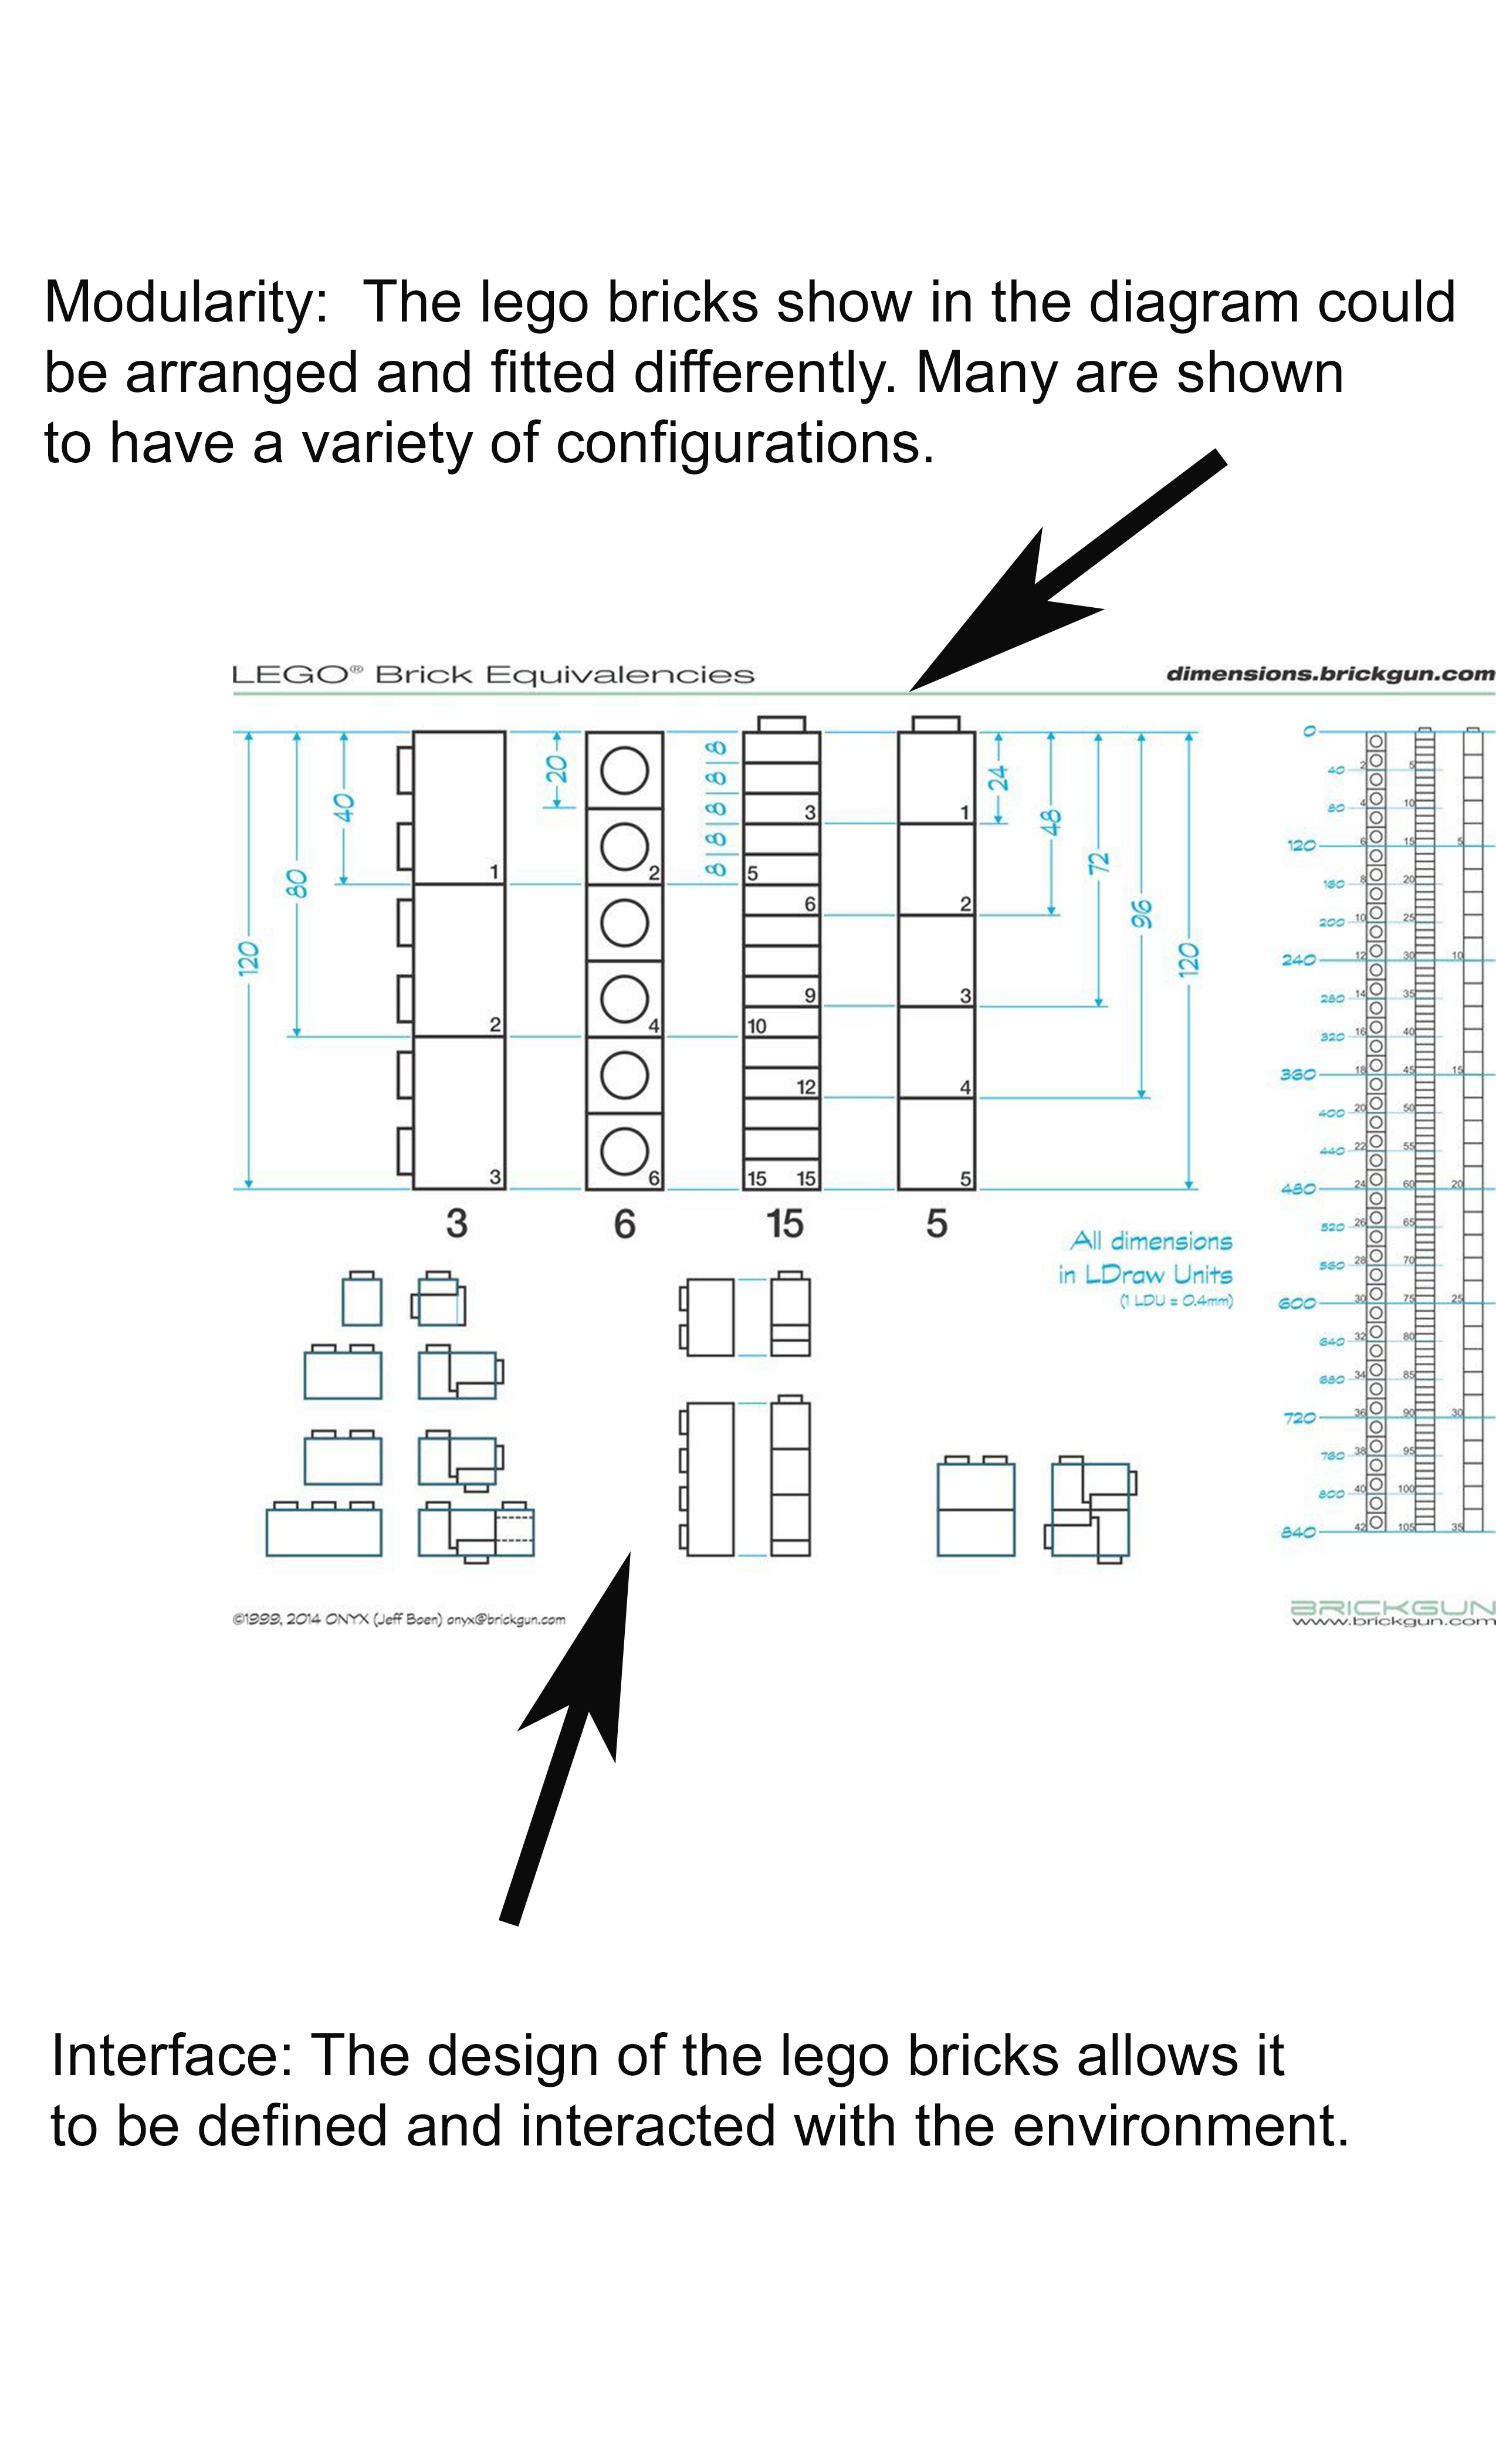 Modularity:  The lego bricks show in the diagram could
be arranged and fitted differently. Many are shown
to have a variety of configurations.
LEGO® Brick Equivalencies
dimensions.brickgun.com
120
80
40
20
8 | 8 | 8 | 8 | 8
24
48
72
96
120
1
2
3
2
4
6
3
5
6
9
10
12
15 15
1
2
3
4
5
3 6 15 5
All dimensions
in LDraw Units
(1 LDU = 0.4mm)
0
40 2 5
80 4 10
120 6 15 5
160 8 20
200 10 25
240 12 30 10
280 14 35
320 16 40
360 18 45 15
400 20 50
440 22 55
480 24 60 20
520 26 65
560 28 70
600 30 75 25
640 32 80
680 34 85
720 36 90 30
760 38 95
800 40 100
840 42 105 35
©1999, 2014 ONYX (Jeff Boen) onyx@brickgun.com
BRICKGUN
www.brickgun.com
Interface: The design of the lego bricks allows it
to be defined and interacted with the environment.